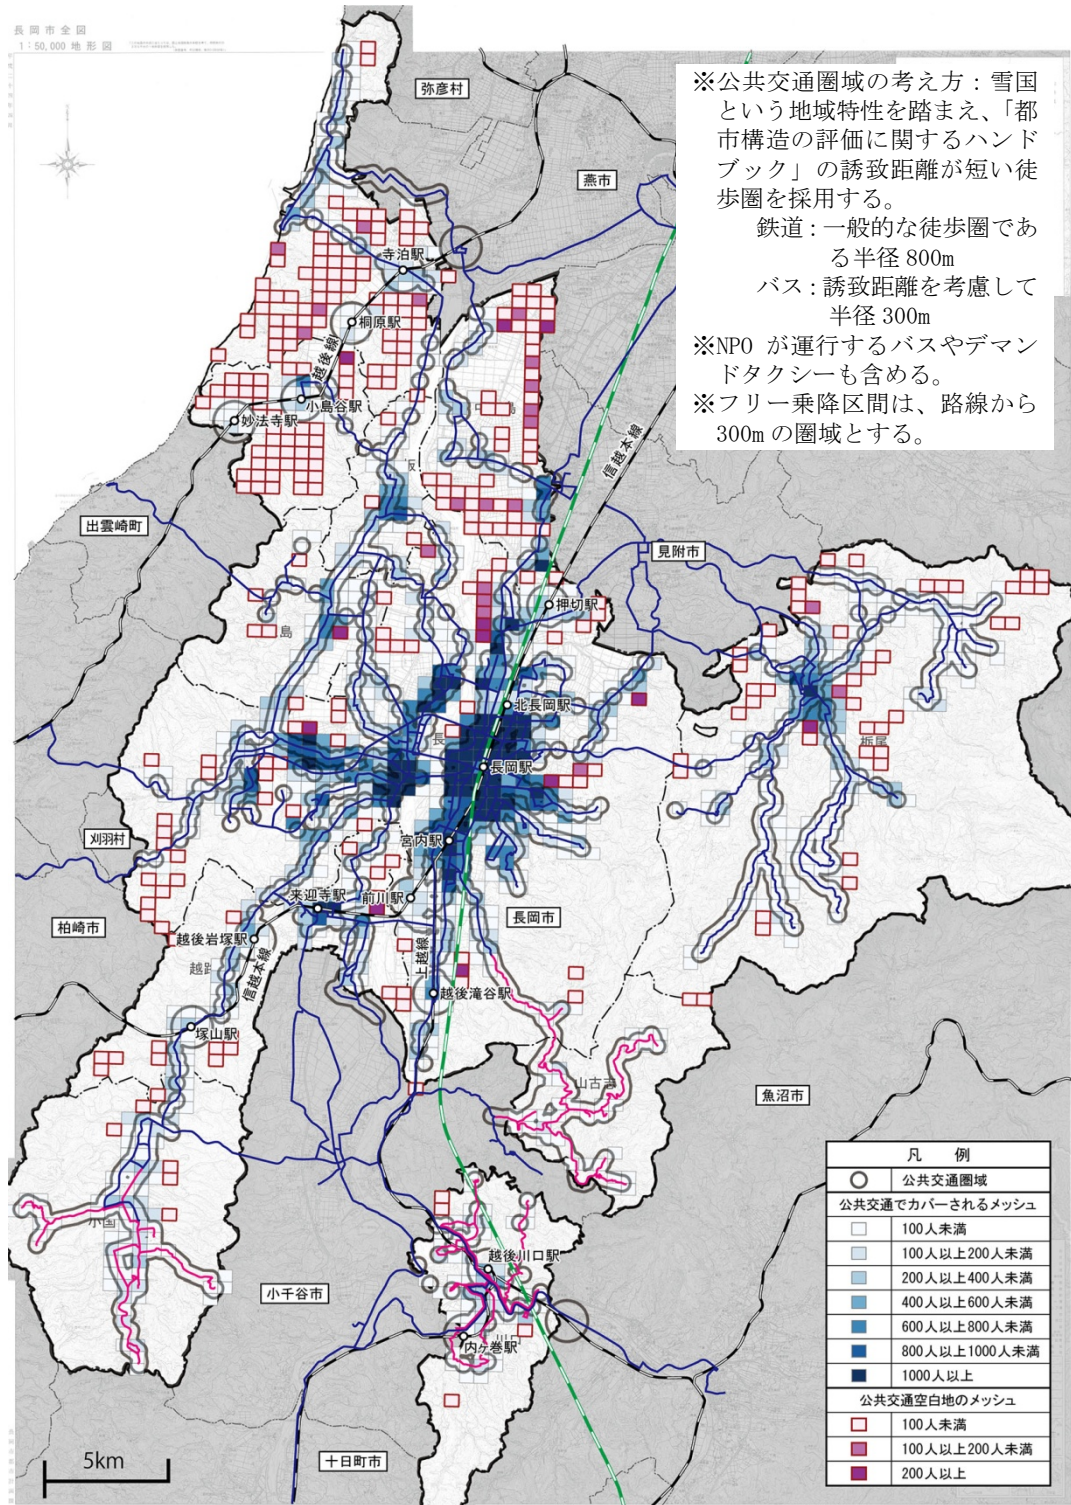 長岡市全図
1:50,000 地形図
※公共交通圏域の考え方：雪国
という地域特性を踏まえ、「都
市構造の評価に関するハンド
ブック」の誘致距離が短い徒
歩圏を採用する。
鉄道：一般的な徒歩圏であ
る半径 800m
バス：誘致距離を考慮して
半径 300m
※NPO が運行するバスやデマン
ドタクシーも含める。
※フリー乗降区間は、路線から
300m の圏域とする。
弥彦村
燕市
寺泊駅
桐原駅
越後線
小島谷駅
妙法寺駅
信越本線
出雲崎町
見附市
押切駅
島
北長岡駅
長
栃尾
長岡駅
刈羽村
宮内駅
来迎寺駅
前川駅
長岡市
柏崎市
越後岩塚駅
越路
信越本線
上越線
越後滝谷駅
塚山駅
山古志
魚沼市
小国
越後川口駅
小千谷市
川口
内ヶ巻駅
十日町市
5km
凡 例
公共交通圏域
公共交通でカバーされるメッシュ
100人未満
100人以上200人未満
200人以上400人未満
400人以上600人未満
600人以上800人未満
800人以上1000人未満
1000人以上
公共交通空白地のメッシュ
100人未満
100人以上200人未満
200人以上